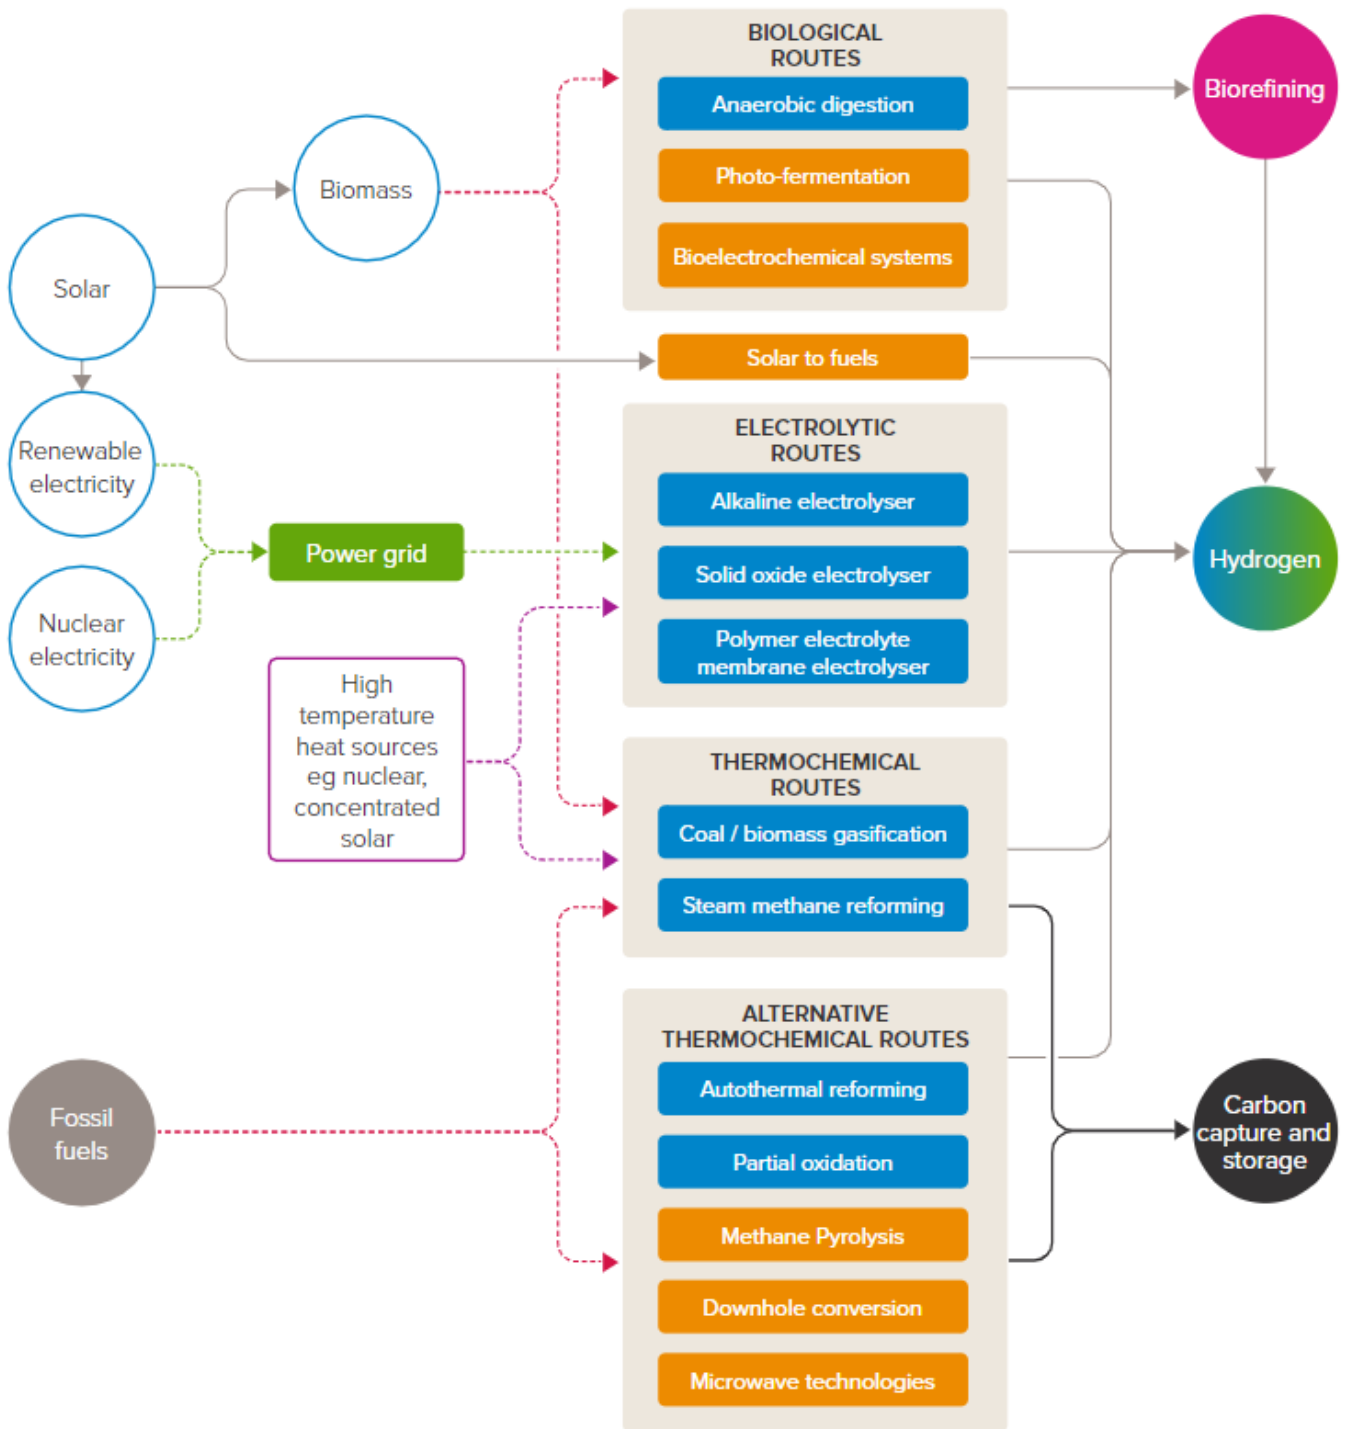 BIOLOGICAL
ROUTES
Anaerobic digestion
Photo-fermentation
Bioelectrochemical systems
Biorefining
Biomass
Solar
Solar to fuels
Renewable
electricity
Nuclear
electricity
Power grid
ELECTROLYTIC
ROUTES
Alkaline electrolyser
Solid oxide electrolyser
Polymer electrolyte
membrane electrolyser
Hydrogen
High
temperature
heat sources
eg nuclear,
concentrated
solar
THERMOCHEMICAL
ROUTES
Coal / biomass gasification
Steam methane reforming
ALTERNATIVE
THERMOCHEMICAL ROUTES
Autothermal reforming
Partial oxidation
Methane Pyrolysis
Downhole conversion
Microwave technologies
Fossil
fuels
Carbon
capture and
storage